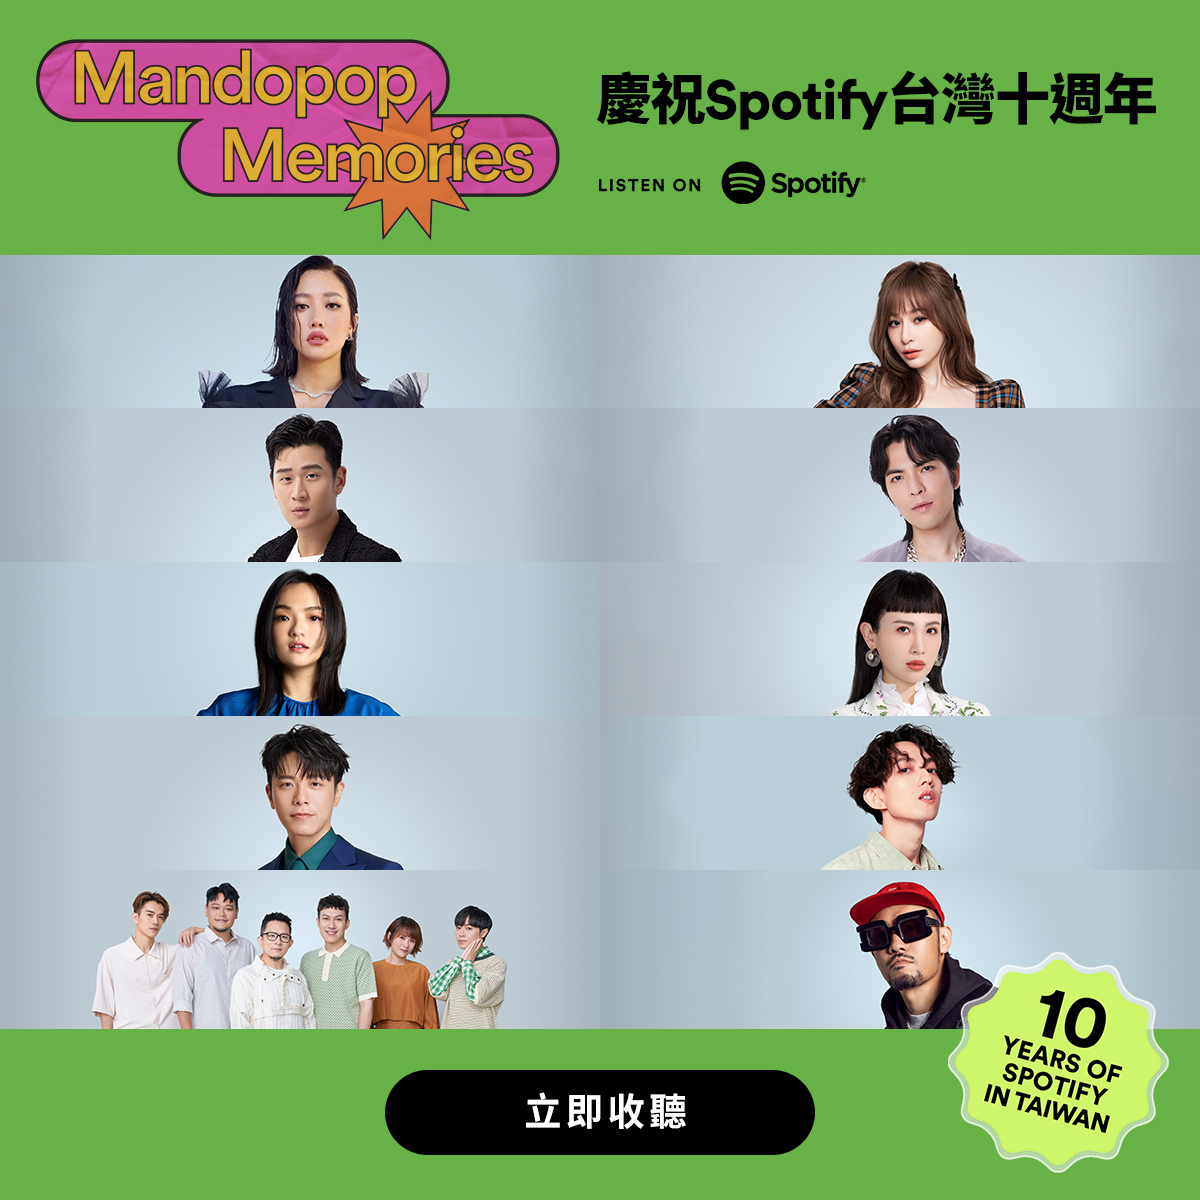 Mandopop
Memories
慶祝Spotify台灣十週年
LISTEN ON Spotify®
10
YEARS OF
SPOTIFY
IN TAIWAN
立即收聽